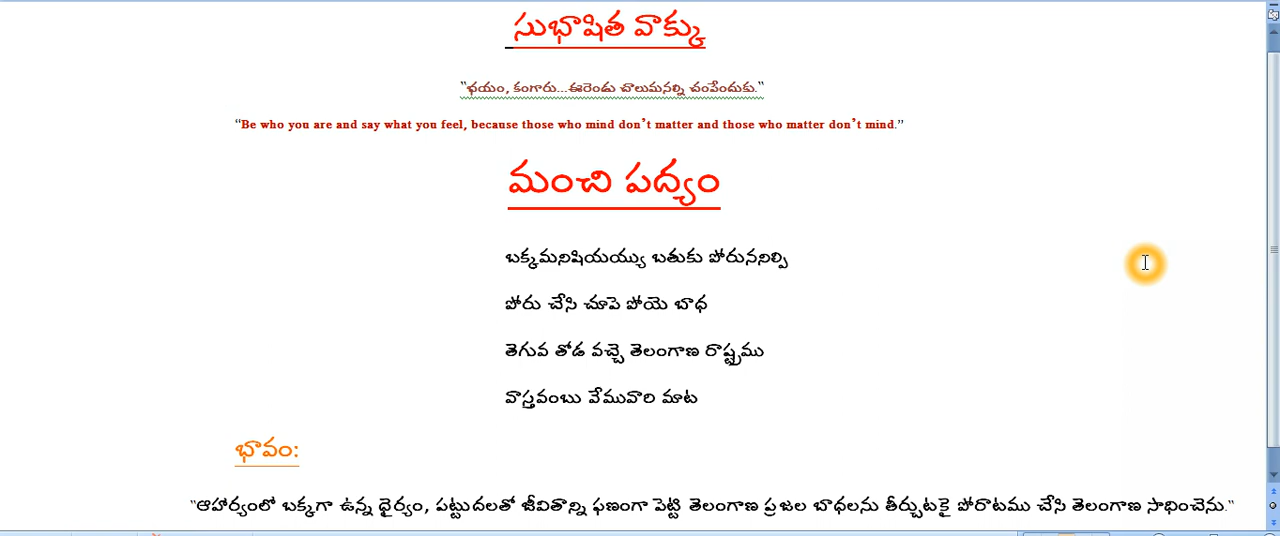 సుభాషిత వాక్కు
"భయం, కంగారు...ఈరెండు చాలుమనల్ని చంపేందుకు."
“Be who you are and say what you feel, because those who mind don’t matter and those who matter don’t mind.”
మంచి పద్యం
బక్కమనిషియయ్యు బతుకు పోరుననిల్పి
పోరు చేసి చూపె పోయె బాధ
తెగువ తోడ వచ్చె తెలంగాణ రాష్ట్రము
వాస్తవంబు వేమువారి మాట
భావం:
"ఆహార్యంలో బక్కగా ఉన్న ధైర్యం, పట్టుదలతో జీవితాన్ని ఫణంగా పెట్టి తెలంగాణ ప్రజల బాధలను తీర్చుటకై పోరాటము చేసి తెలంగాణ సాధించెను."